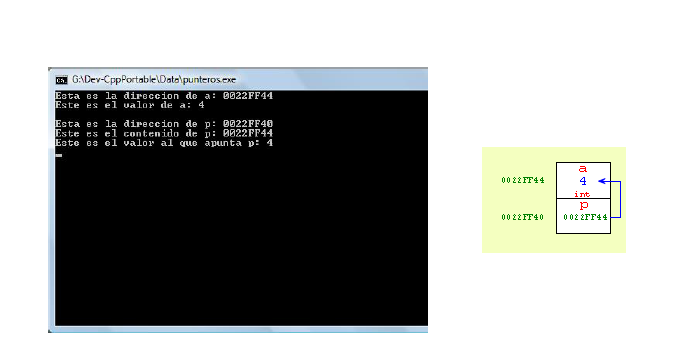 G:\Dev-CppPortable\Data\punteros.exe
Esta es la direccion de a: 0022FF44
Este es el valor de a: 4
Esta es la direccion de p: 0022FF40
Este es el contenido de p: 0022FF44
Este es el valor al que apunta p: 4
a
0022FF44 4
int
p
0022FF40 0022FF44